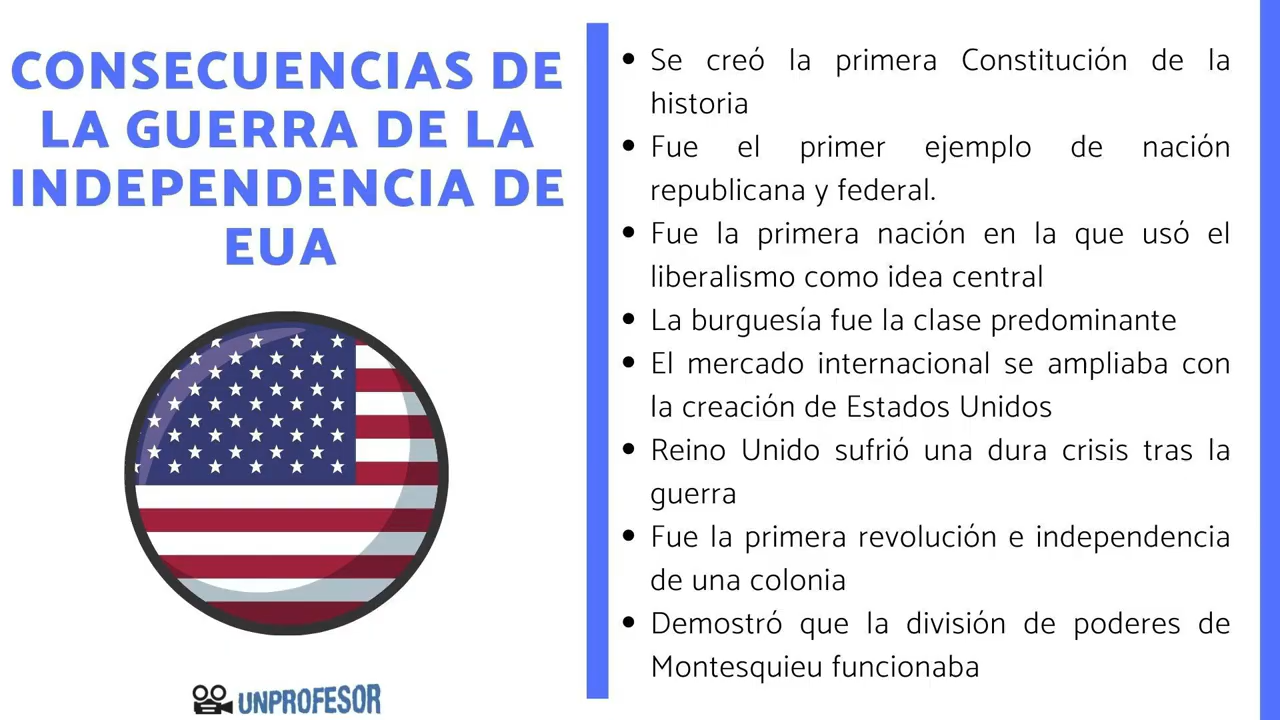 CONSECUENCIAS DE
LA GUERRA DE LA
INDEPENDENCIA DE
EUA
UNPROFESOR
• Se creó la primera Constitución de la
historia
• Fue el primer ejemplo de nación
republicana y federal.
• Fue la primera nación en la que usó el
liberalismo como idea central
• La burguesía fue la clase predominante
• El mercado internacional se ampliaba con
la creación de Estados Unidos
• Reino Unido sufrió una dura crisis tras la
guerra
• Fue la primera revolución e independencia
de una colonia
• Demostró que la división de poderes de
Montesquieu funcionaba